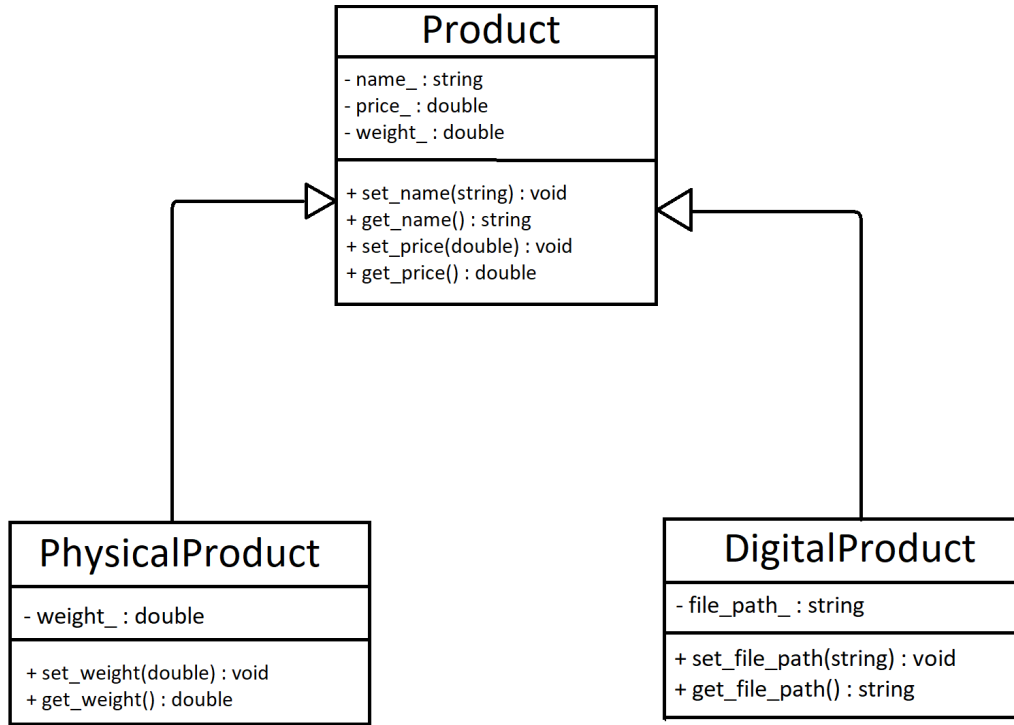 Product
- name_ : string
- price_ : double
- weight_ : double
+ set_name(string) : void
+ get_name() : string
+ set_price(double) : void
+ get_price() : double
PhysicalProduct
- weight_ : double
+ set_weight(double) : void
+ get_weight() : double
DigitalProduct
- file_path_ : string
+ set_file_path(string) : void
+ get_file_path() : string